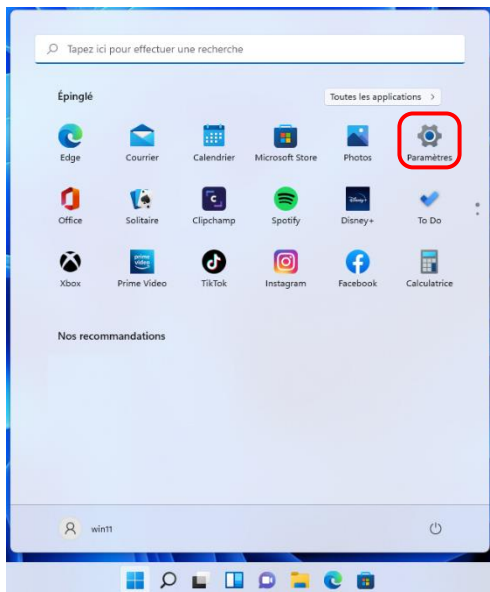 Tapez ici pour effectuer une recherche
Épinglé
Toutes les applications >
Edge
Courrier
Calendrier
Microsoft Store
Photos
Paramètres
Office
Solitaire
Clipchamp
Spotify
Disney+
To Do
Xbox
Prime Video
TikTok
Instagram
Facebook
Calculatrice
Nos recommandations
win11